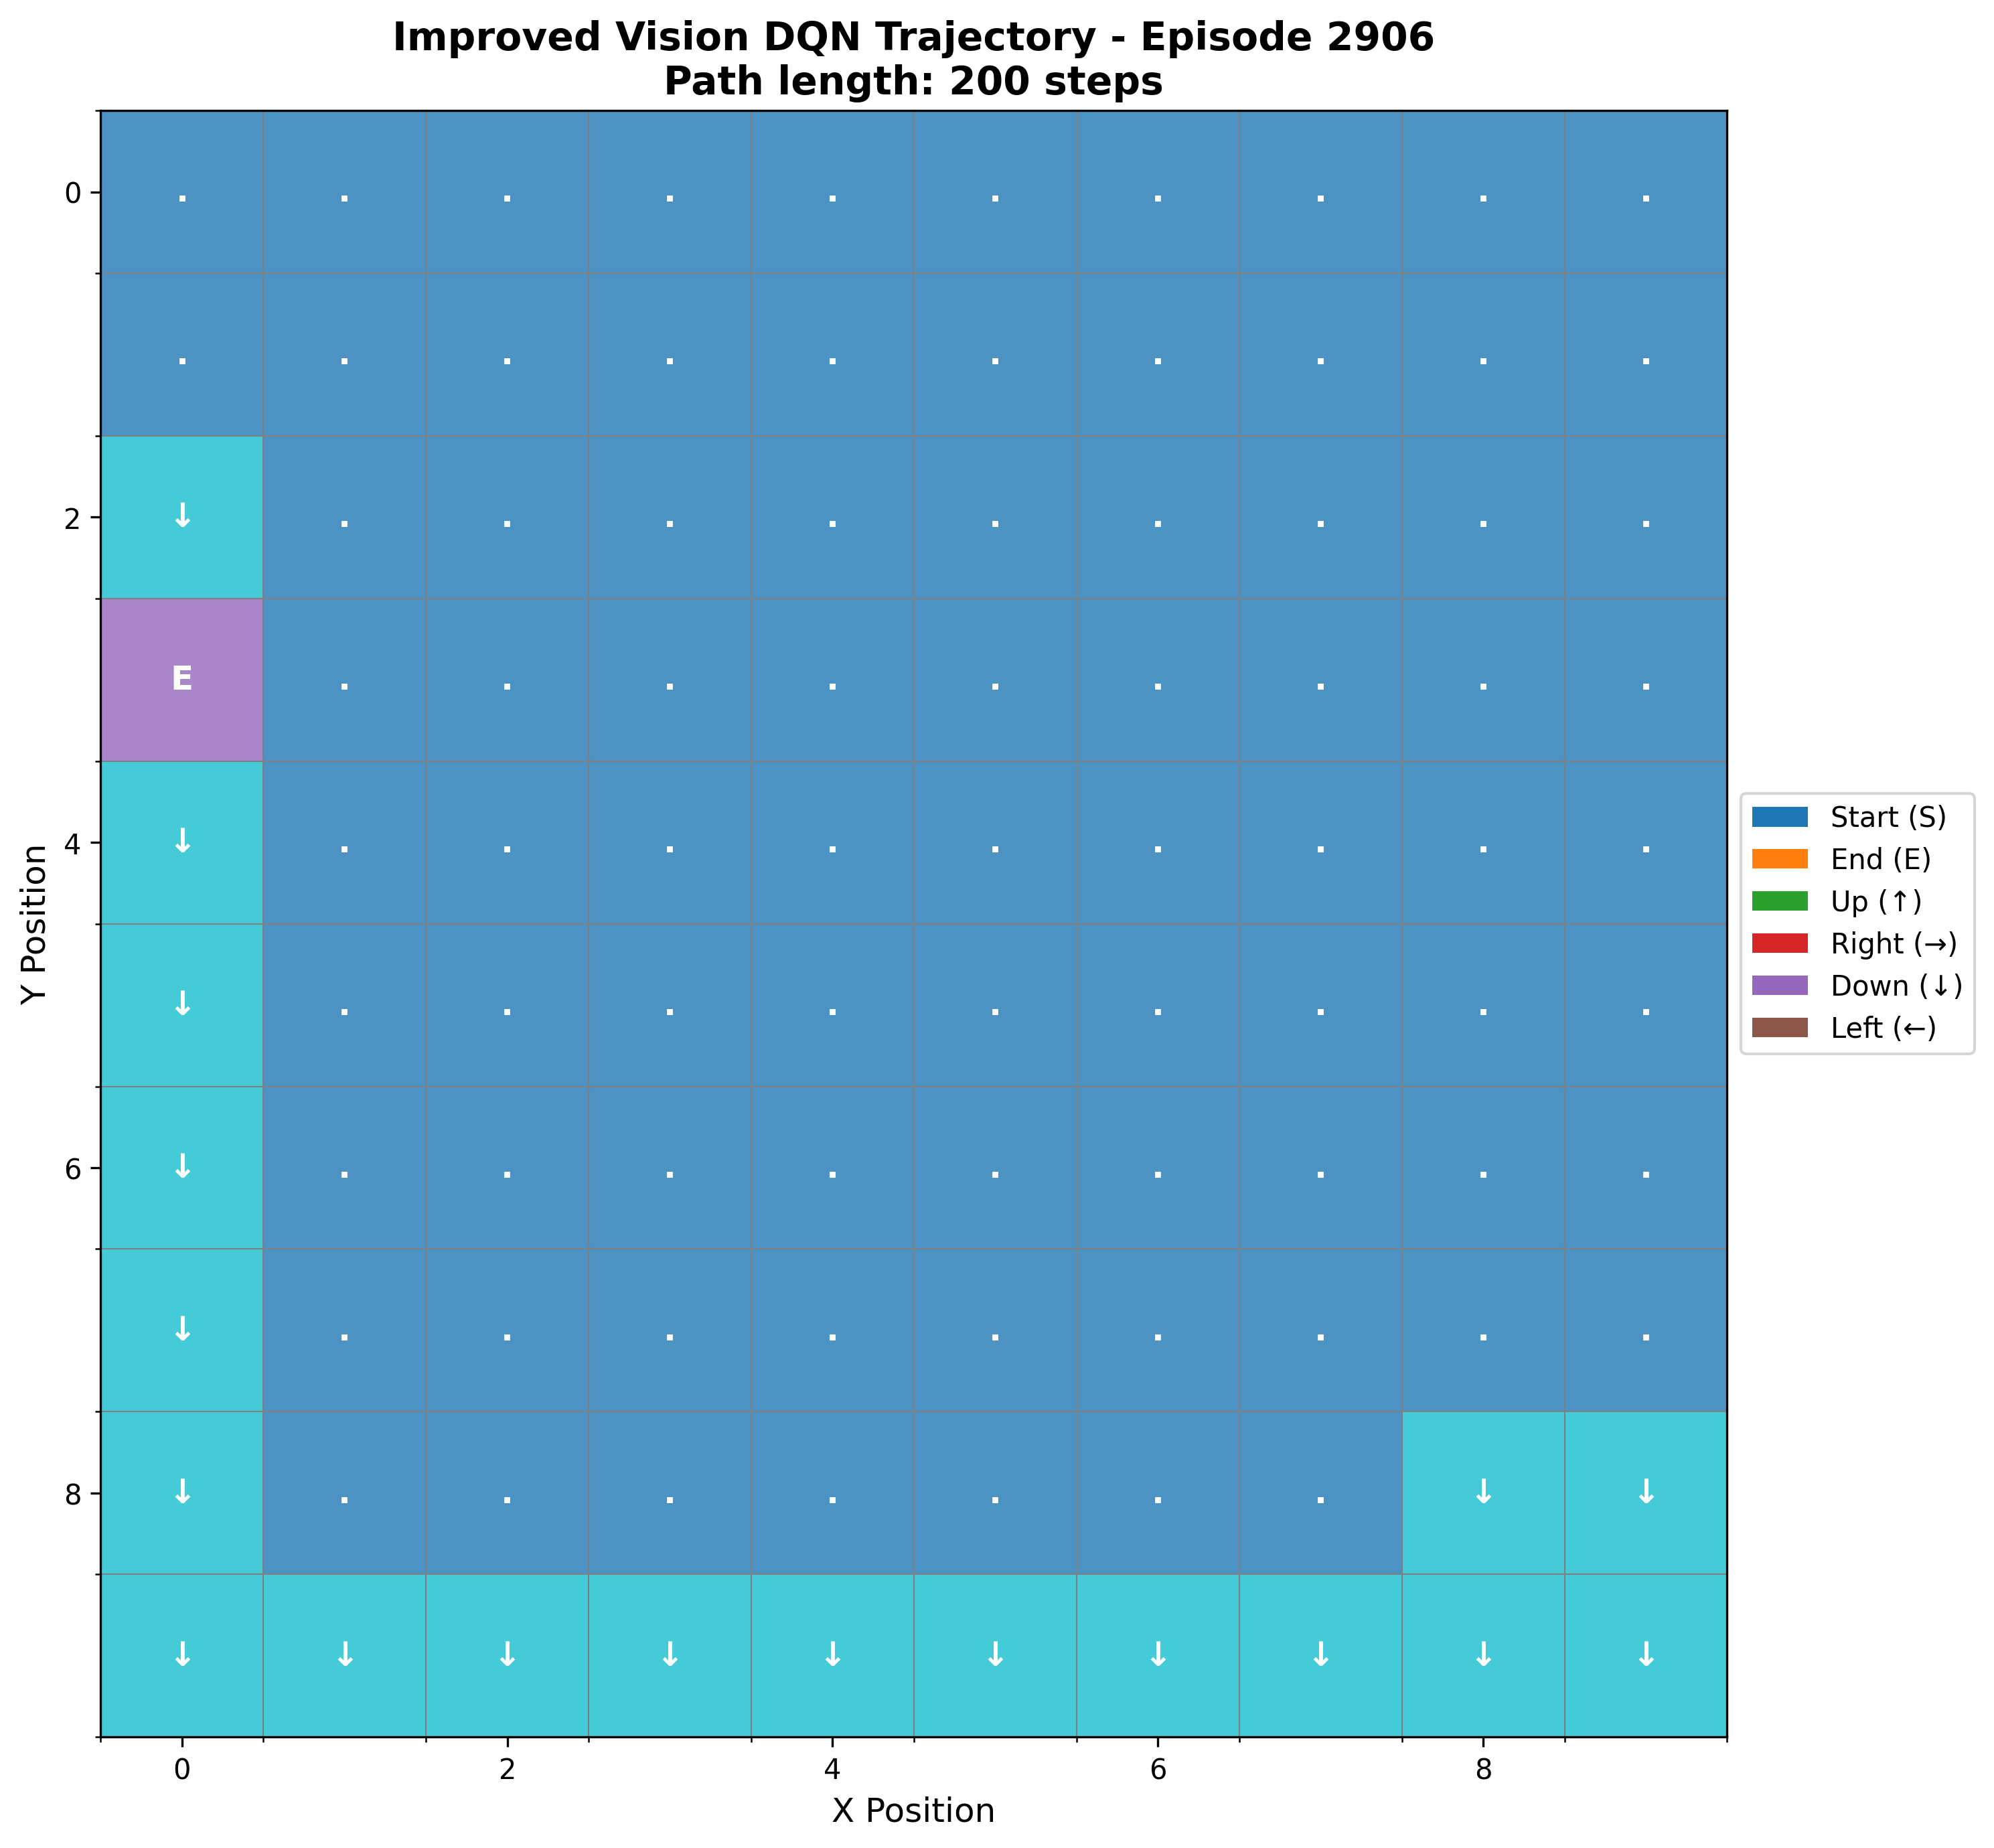 Improved Vision DQN Trajectory - Episode 2906
Path length: 200 steps
0 . . . . . . . . . .
. . . . . . . . . .
2 ↓ . . . . . . . . .
E . . . . . . . . .
4 ↓ . . . . . . . . .
↓ . . . . . . . . .
6 ↓ . . . . . . . . .
↓ . . . . . . . . .
8 ↓ . . . . . . . ↓ ↓
↓ ↓ ↓ ↓ ↓ ↓ ↓ ↓ ↓ ↓
0 2 4 6 8
X Position
Y Position
Start (S)
End (E)
Up (↑)
Right (→)
Down (↓)
Left (←)